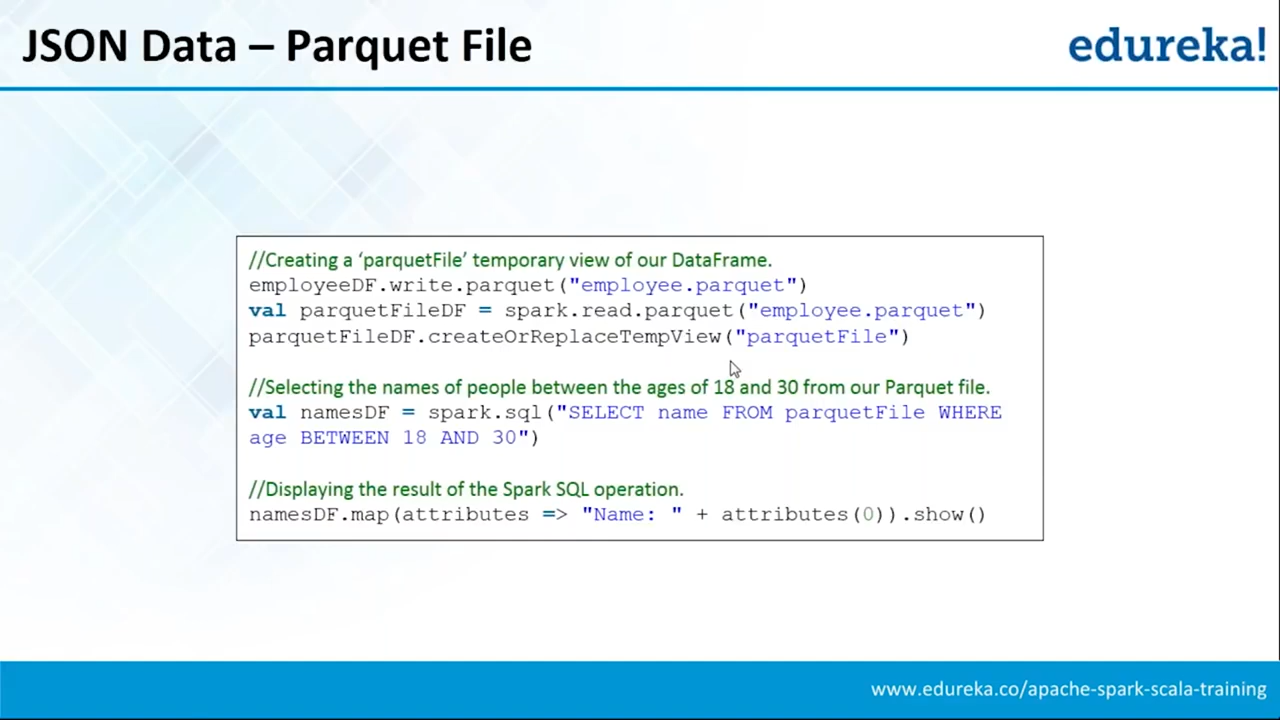 JSON Data – Parquet File
edureka!
//Creating a ‘parquetFile’ temporary view of our DataFrame.
employeeDF.write.parquet("employee.parquet")
val parquetFileDF = spark.read.parquet("employee.parquet")
parquetFileDF.createOrReplaceTempView("parquetFile")
//Selecting the names of people between the ages of 18 and 30 from our Parquet file.
val namesDF = spark.sql("SELECT name FROM parquetFile WHERE
age BETWEEN 18 AND 30")
//Displaying the result of the Spark SQL operation.
namesDF.map(attributes => "Name: " + attributes(0)).show()
www.edureka.co/apache-spark-scala-training